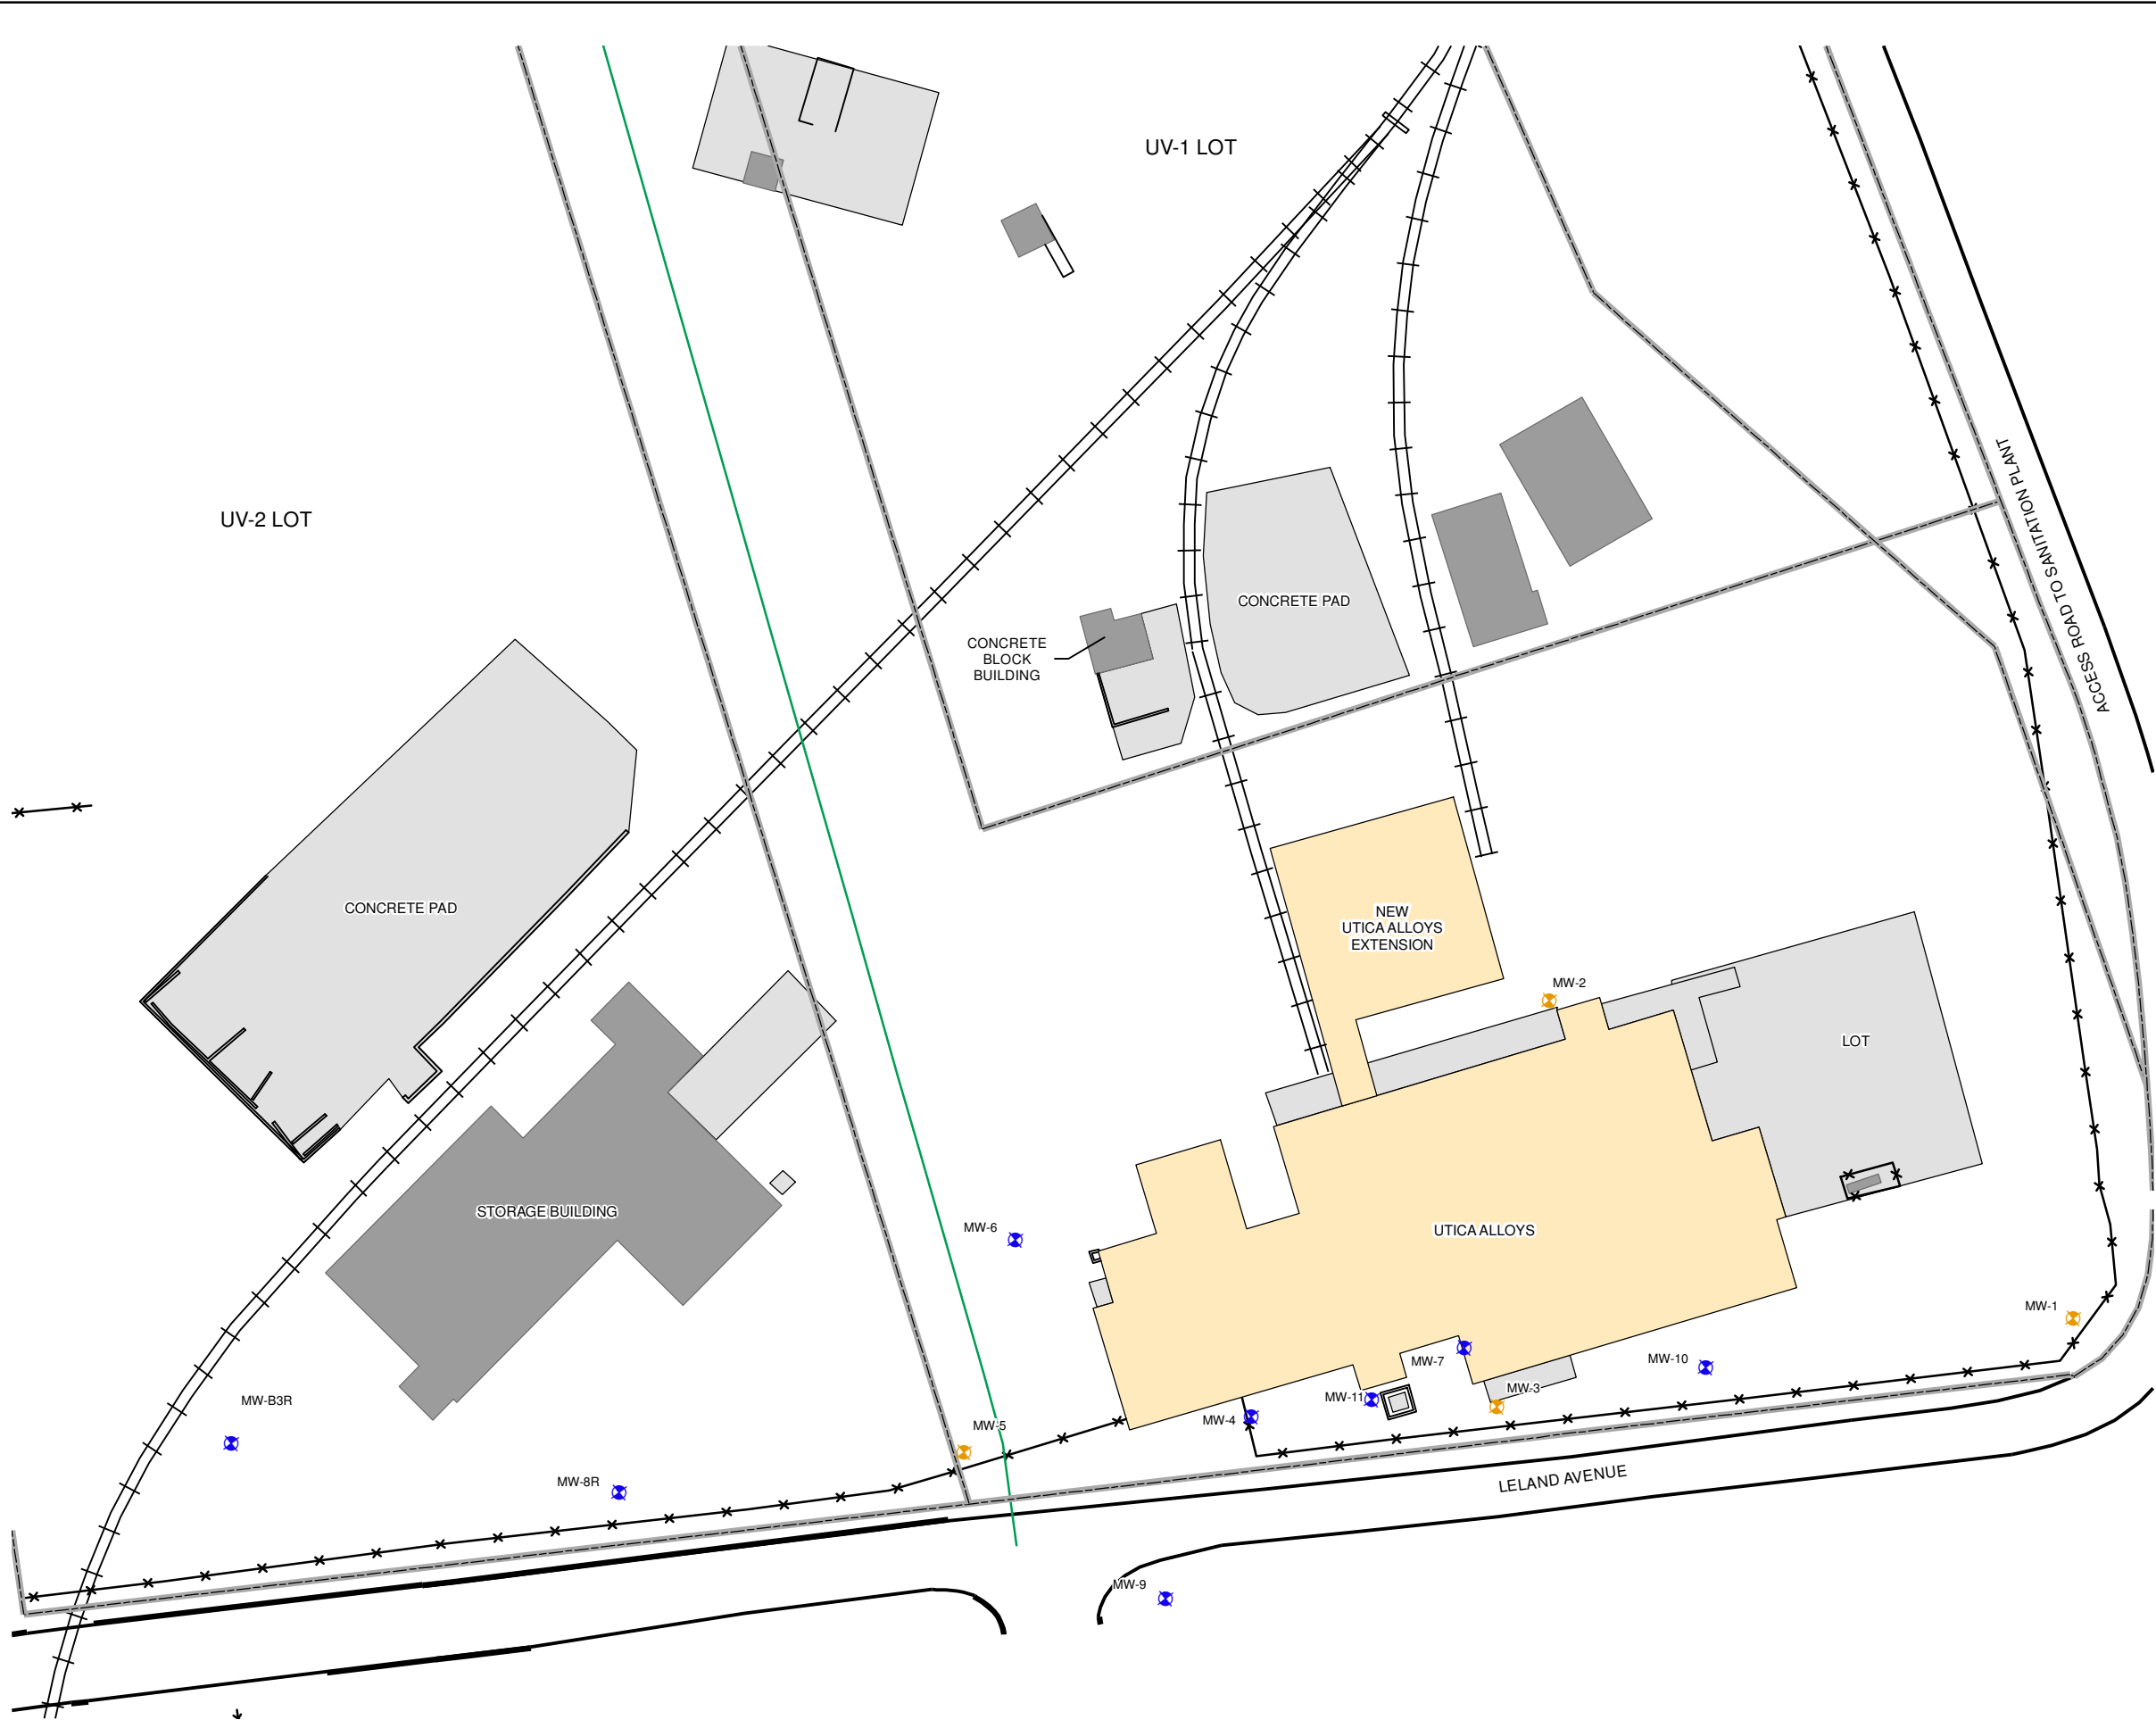 UV-1 LOT
UV-2 LOT
ACCESS ROAD TO SANITATION PLANT
CONCRETE PAD
CONCRETE
BLOCK
BUILDING
CONCRETE PAD
NEW
UTICA ALLOYS
EXTENSION
MW-2
LOT
STORAGE BUILDING
MW-6
UTICA ALLOYS
MW-1
MW-7
MW-10
MW-3
MW-11
MW-B3R
MW-4
MW-5
MW-8R
LELAND AVENUE
MW-9